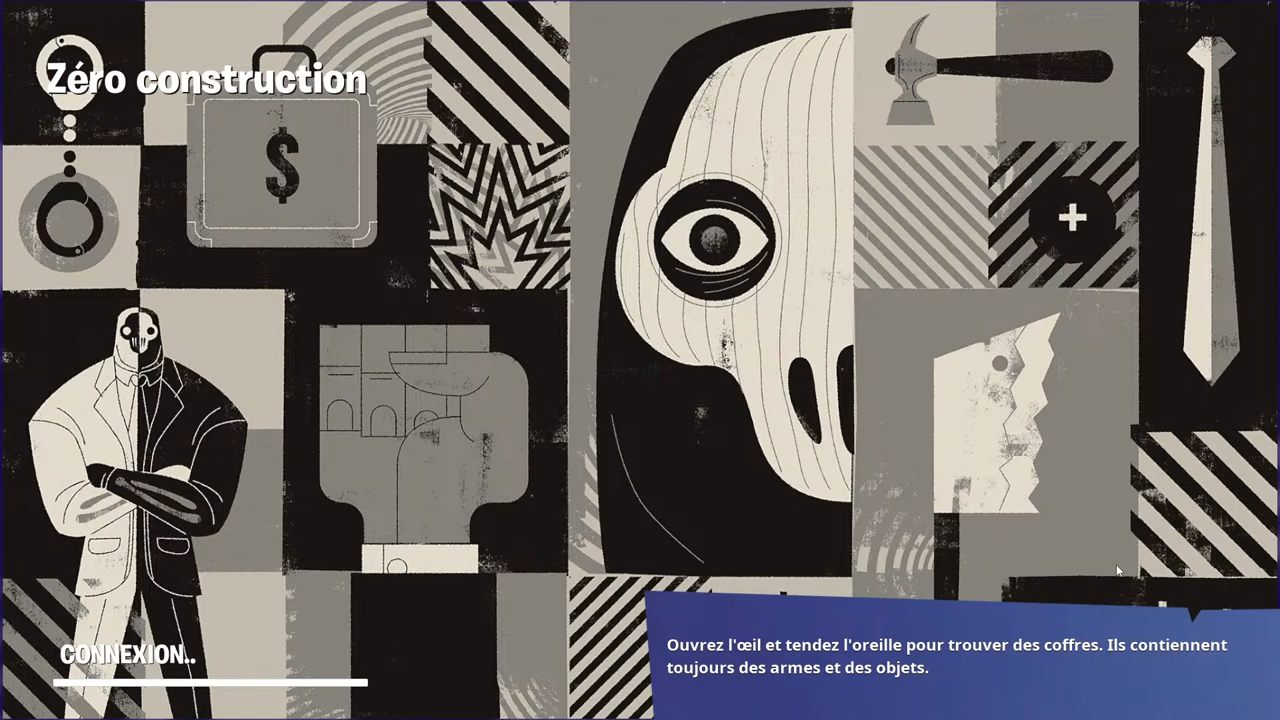 Zéro construction
$
CONNEXION..
Ouvrez l'œil et tendez l'oreille pour trouver des coffres. Ils contiennent
toujours des armes et des objets.